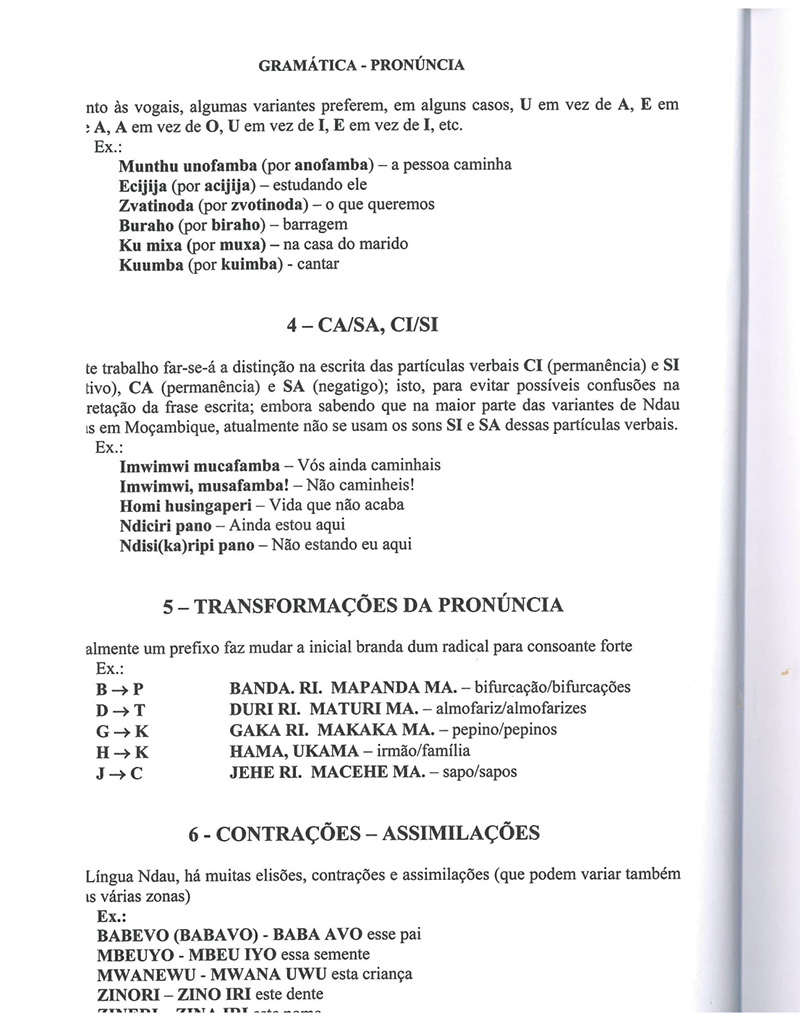 GRAMÁTICA - PRONÚNCIA
nto às vogais, algumas variantes preferem, em alguns casos, U em vez de A, E em
e A, A em vez de O, U em vez de I, E em vez de I, etc.
Ex.:
Munthu unofamba (por anofamba) – a pessoa caminha
Ecijija (por acijija) – estudando ele
Zvatinoda (por zvotinoda) – o que queremos
Buraho (por biraho) – barragem
Ku mixa (por muxa) – na casa do marido
Kuumba (por kuimba) - cantar
4 – CA/SA, CI/SI
te trabalho far-se-á a distinção na escrita das partículas verbais CI (permanência) e SI
tivo), CA (permanência) e SA (negatigo); isto, para evitar possíveis confusões na
retação da frase escrita; embora sabendo que na maior parte das variantes de Ndau
as em Moçambique, atualmente não se usam os sons SI e SA dessas partículas verbais.
Ex.:
Imwimwi mucafamba – Vós ainda caminhais
Imwimwi, musafamba! – Não caminheis!
Homi husingaperi – Vida que não acaba
Ndiciri pano – Ainda estou aqui
Ndisi(ka)ripi pano – Não estando eu aqui
5 – TRANSFORMAÇÕES DA PRONÚNCIA
almente um prefixo faz mudar a inicial branda dum radical para consoante forte
Ex.:
B → P BANDA. RI. MAPANDA MA. – bifurcação/bifurcações
D → T DURI RI. MATURI MA. – almofariz/almofarizes
G → K GAKA RI. MAKAKA MA. – pepino/pepinos
H → K HAMA, UKAMA – irmão/família
J → C JEHE RI. MACEHE MA. – sapo/sapos
6 - CONTRAÇÕES – ASSIMILAÇÕES
Língua Ndau, há muitas elisões, contrações e assimilações (que podem variar também
as várias zonas)
Ex.:
BABEVO (BABAVO) - BABA AVO esse pai
MBEUYO - MBEU IYO essa semente
MWANEWU - MWANA UWU esta criança
ZINORI – ZINO IRI este dente